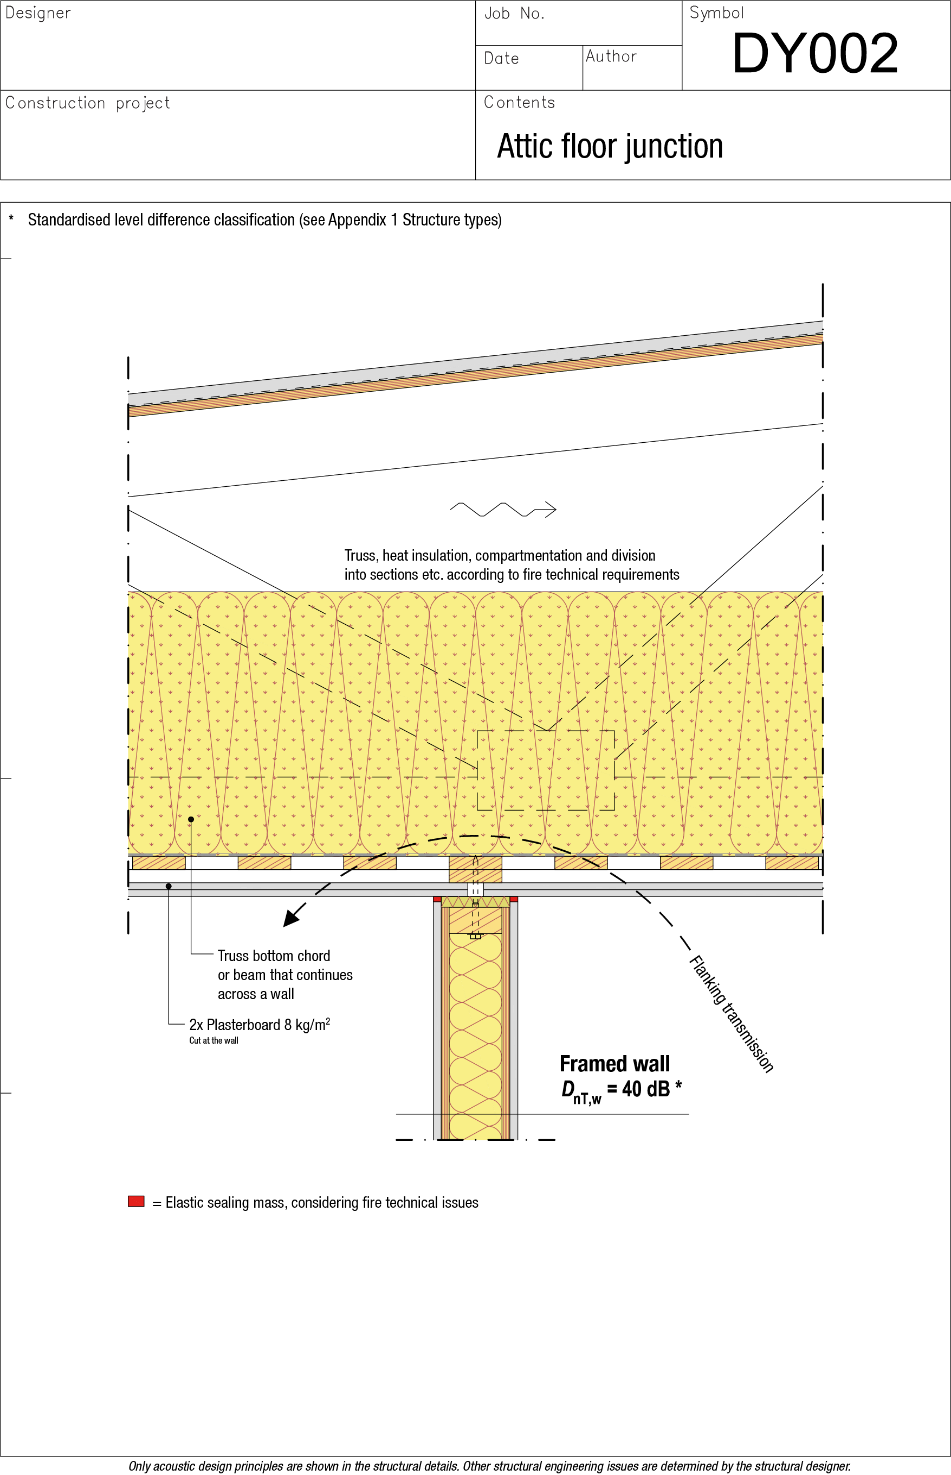 Designer
Job No.
Symbol
DY002
Date
Author
Construction project
Contents
Attic floor junction
* Standardised level difference classification (see Appendix 1 Structure types)
Truss, heat insulation, compartmentation and division
into sections etc. according to fire technical requirements
Truss bottom chord
or beam that continues
across a wall
2x Plasterboard 8 kg/m²
Cut at the wall
Flanking transmission
Framed wall
DnT,w = 40 dB *
= Elastic sealing mass, considering fire technical issues
Only acoustic design principles are shown in the structural details. Other structural engineering issues are determined by the structural designer.